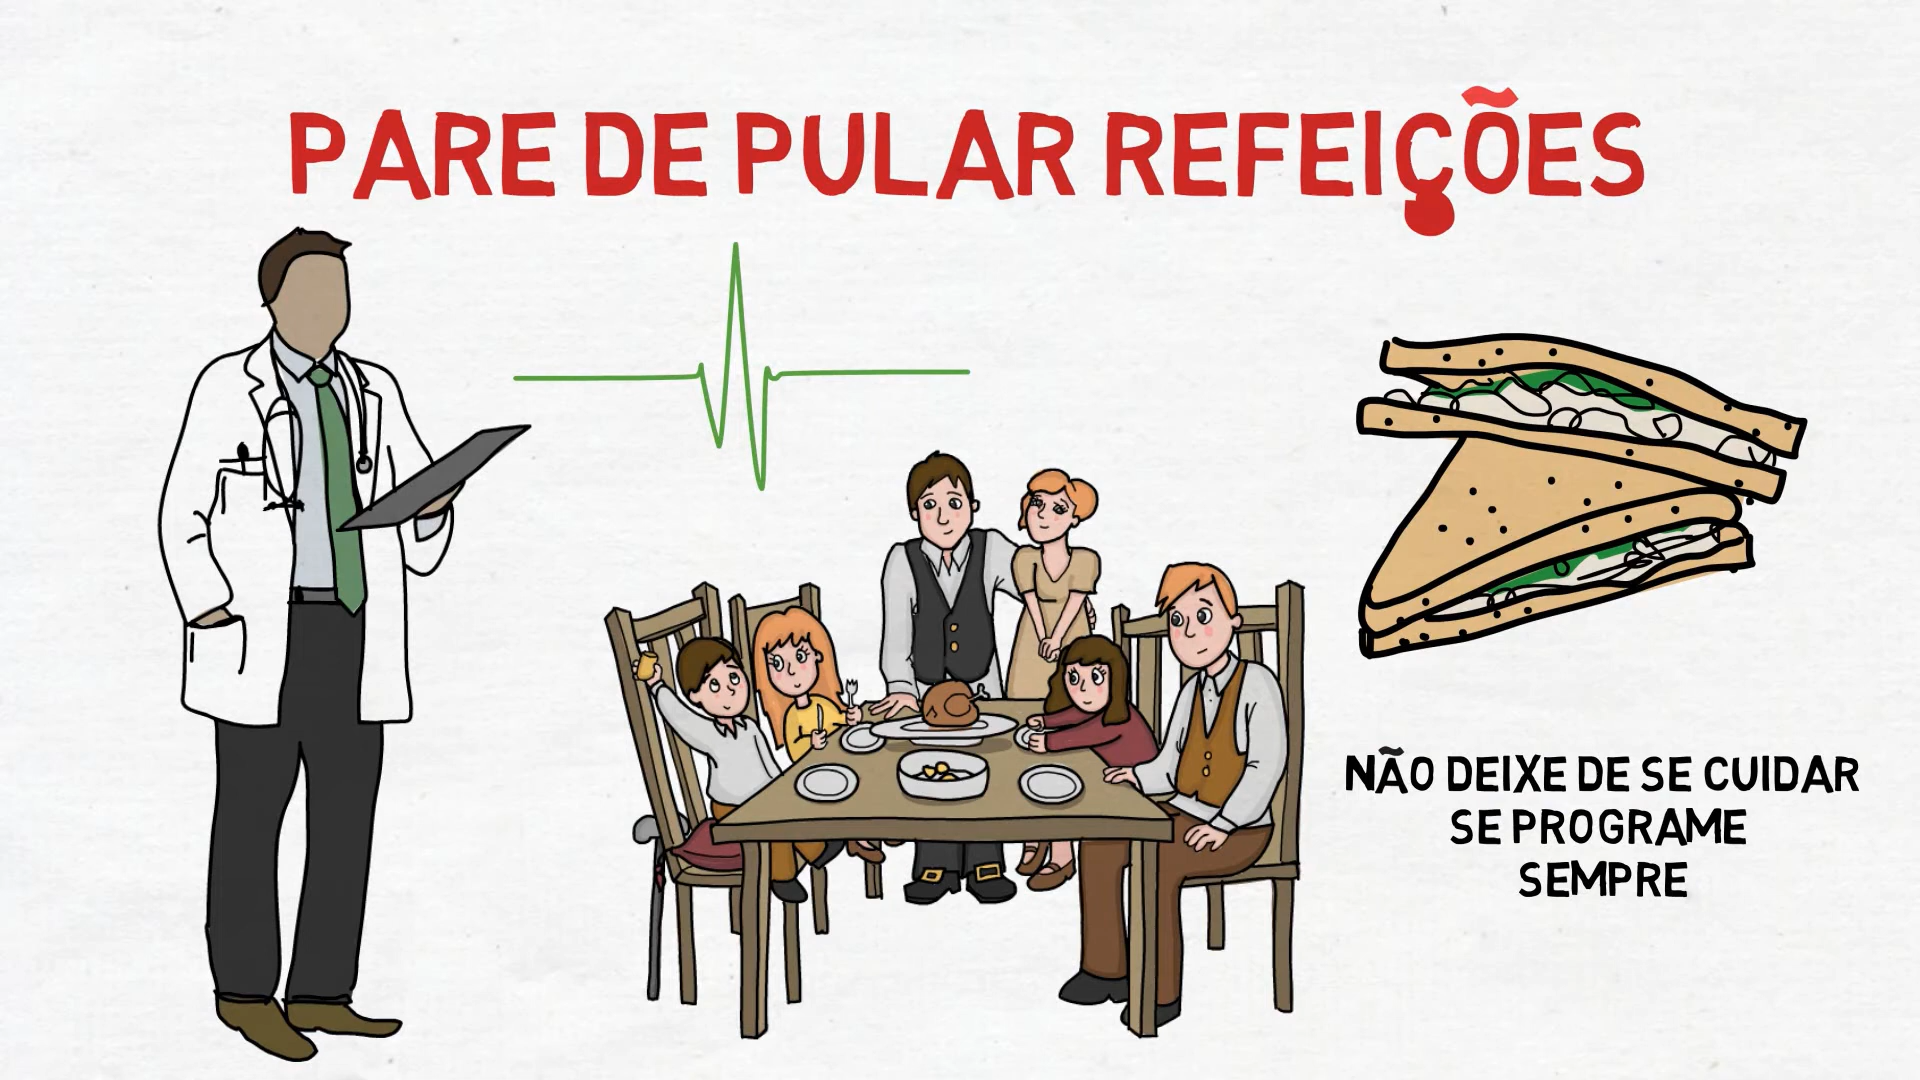 PARE DE PULAR REFEIÇÕES
NÃO DEIXE DE SE CUIDAR
SE PROGRAME
SEMPRE